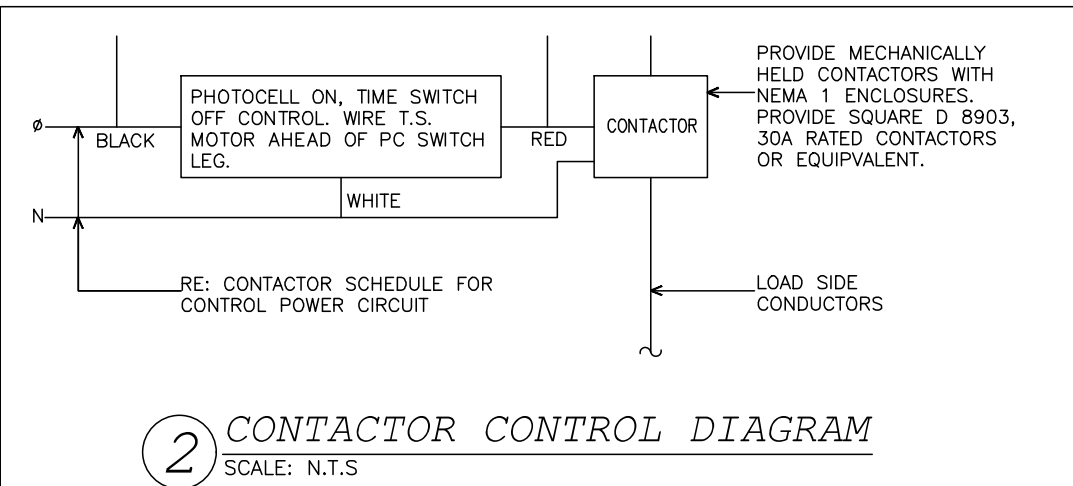 PHOTOCELL ON, TIME SWITCH
OFF CONTROL. WIRE T.S.
MOTOR AHEAD OF PC SWITCH
LEG.
PROVIDE MECHANICALLY
HELD CONTACTORS WITH
NEMA 1 ENCLOSURES.
PROVIDE SQUARE D 8903,
30A RATED CONTACTORS
OR EQUIPVALENT.
ø
BLACK
RED
CONTACTOR
WHITE
N
RE: CONTACTOR SCHEDULE FOR
CONTROL POWER CIRCUIT
LOAD SIDE
CONDUCTORS
2
CONTACTOR CONTROL DIAGRAM
SCALE: N.T.S